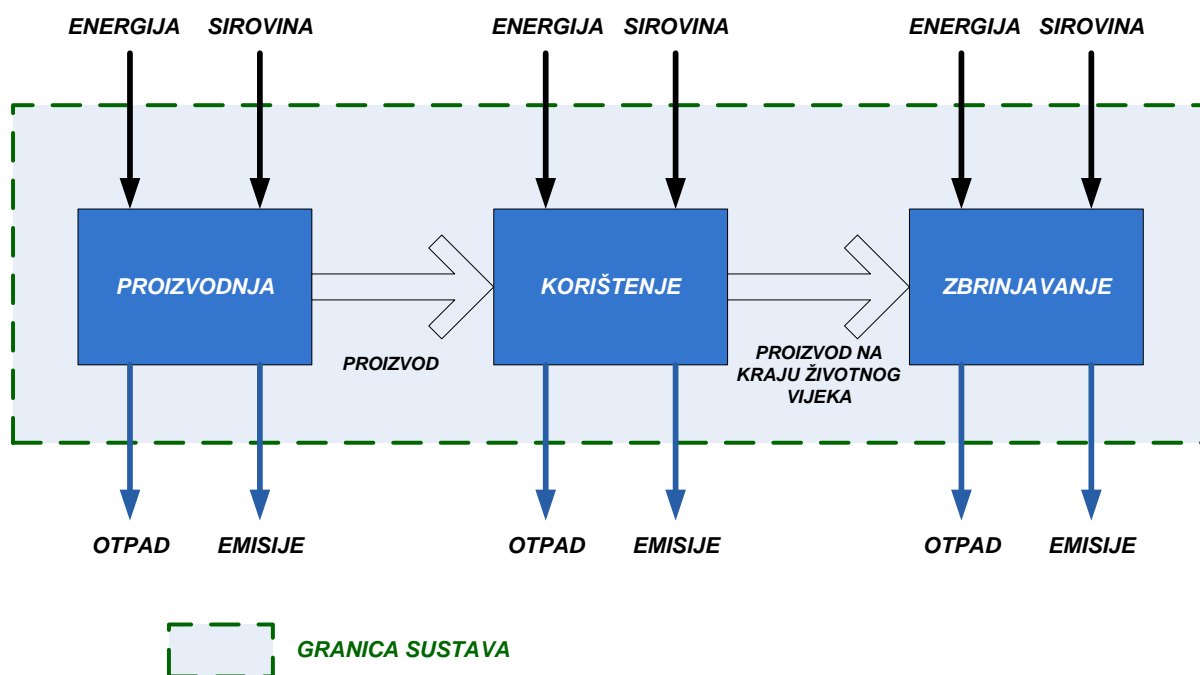 ENERGIJA SIROVINA ENERGIJA SIROVINA ENERGIJA SIROVINA
PROIZVODNJA KORIŠTENJE ZBRINJAVANJE
PROIZVOD
PROIZVOD NA
KRAJU ŽIVOTNOG
VIJEKA
OTPAD EMISIJE OTPAD EMISIJE OTPAD EMISIJE
GRANICA SUSTAVA